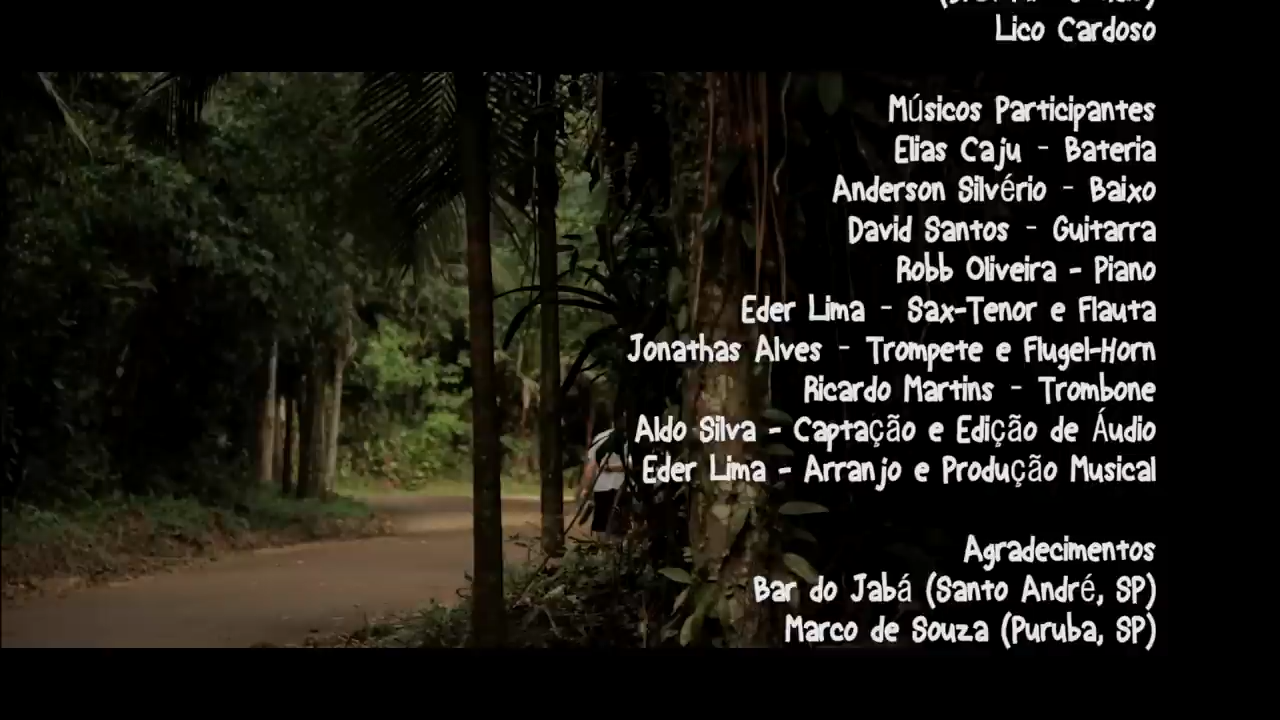 Lico Cardoso
Músicos Participantes
Elias Caju - Bateria
Anderson Silvério - Baixo
David Santos - Guitarra
Robb Oliveira - Piano
Eder Lima - Sax-Tenor e Flauta
Jonathas Alves - Trompete e Flugel-Horn
Ricardo Martins - Trombone
Aldo Silva - Captação e Edição de Áudio
Eder Lima - Arranjo e Produção Musical
Agradecimentos
Bar do Jabá (Santo André, SP)
Marco de Souza (Puruba, SP)